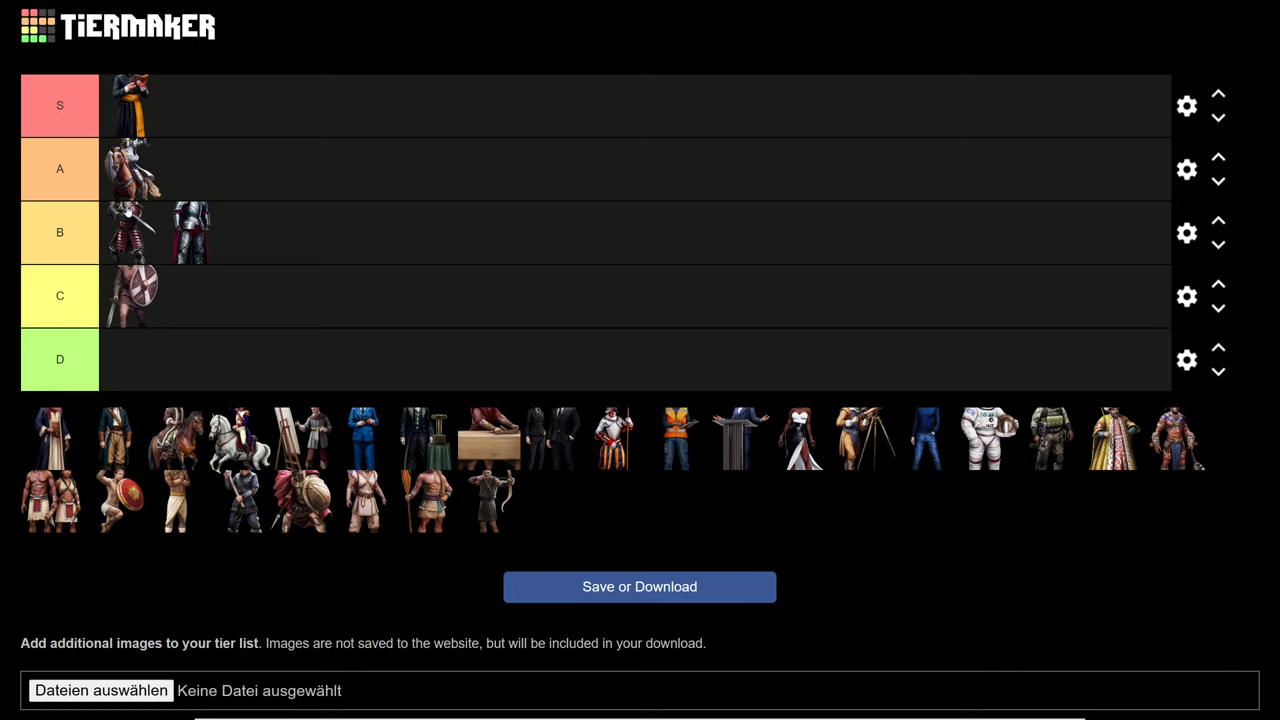 TIERMAKER
S
A
B
C
D
Save or Download
Add additional images to your tier list. Images are not saved to the website, but will be included in your download.
Dateien auswählen Keine Datei ausgewählt